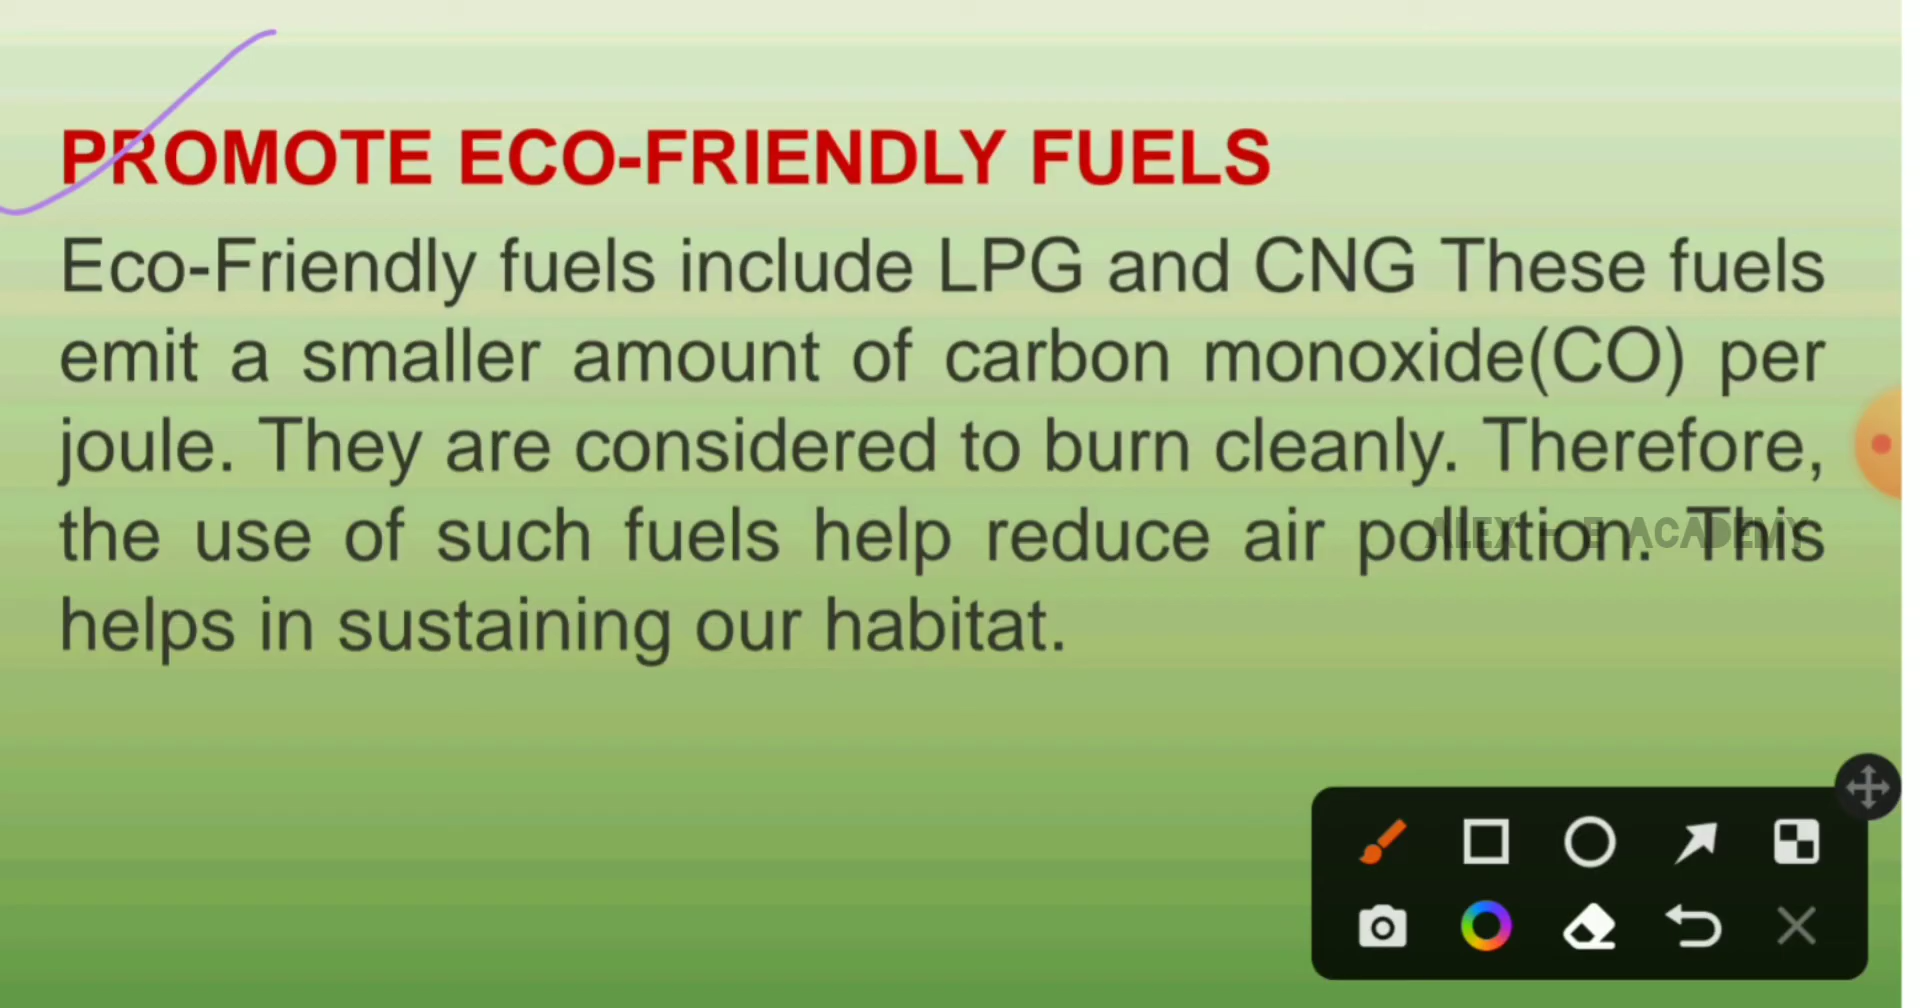 PROMOTE ECO-FRIENDLY FUELS
Eco-Friendly fuels include LPG and CNG These fuels
emit a smaller amount of carbon monoxide(CO) per
joule. They are considered to burn cleanly. Therefore,
the use of such fuels help reduce air pollution. This
helps in sustaining our habitat.
ALEX - E ACADEMY